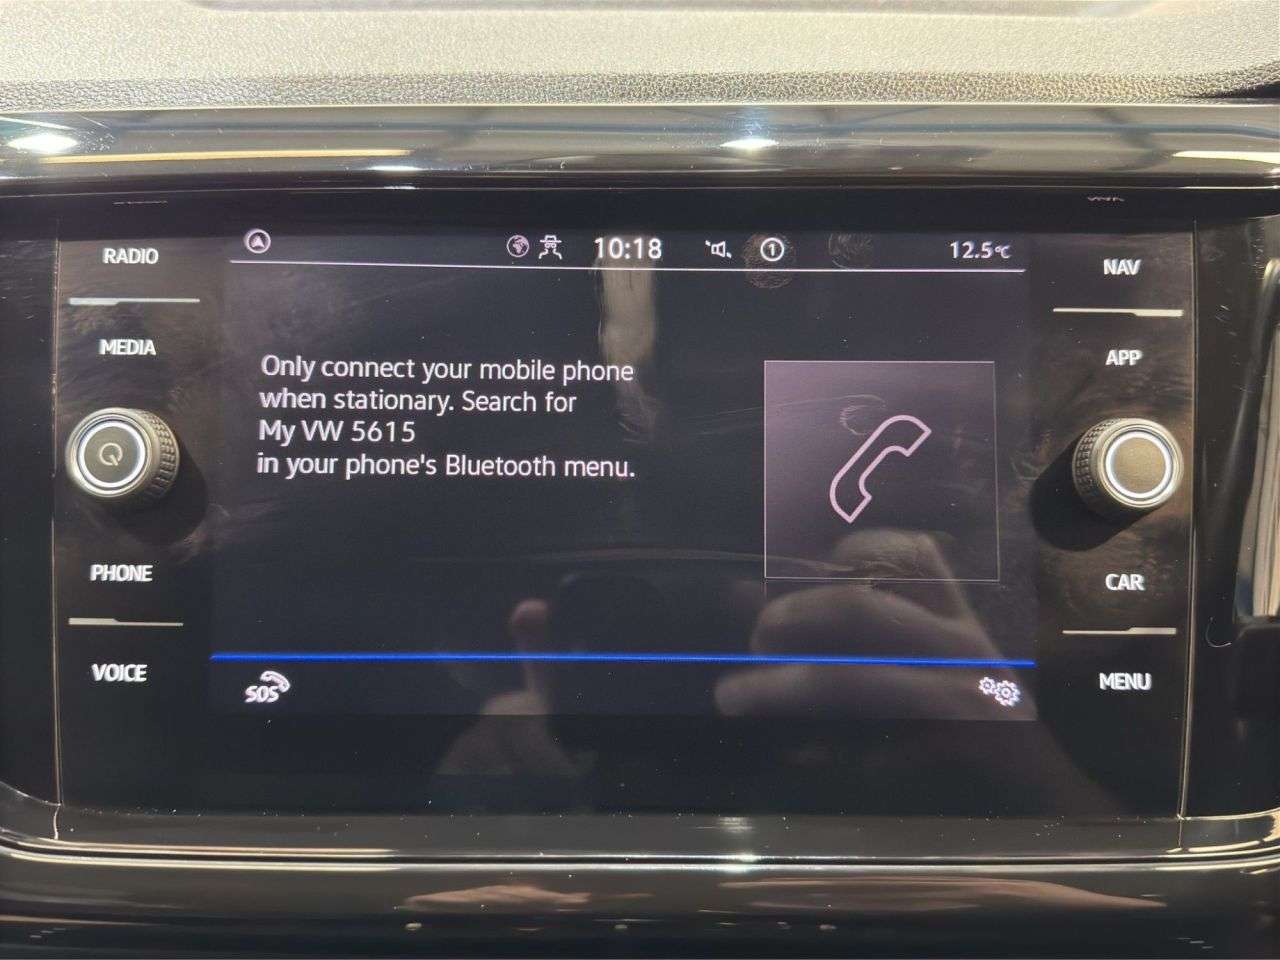 RADIO
MEDIA
PHONE
VOICE
10:18
1
12.5°C
Only connect your mobile phone
when stationary. Search for
My VW 5615
in your phone's Bluetooth menu.
SOS
NAV
APP
CAR
MENU